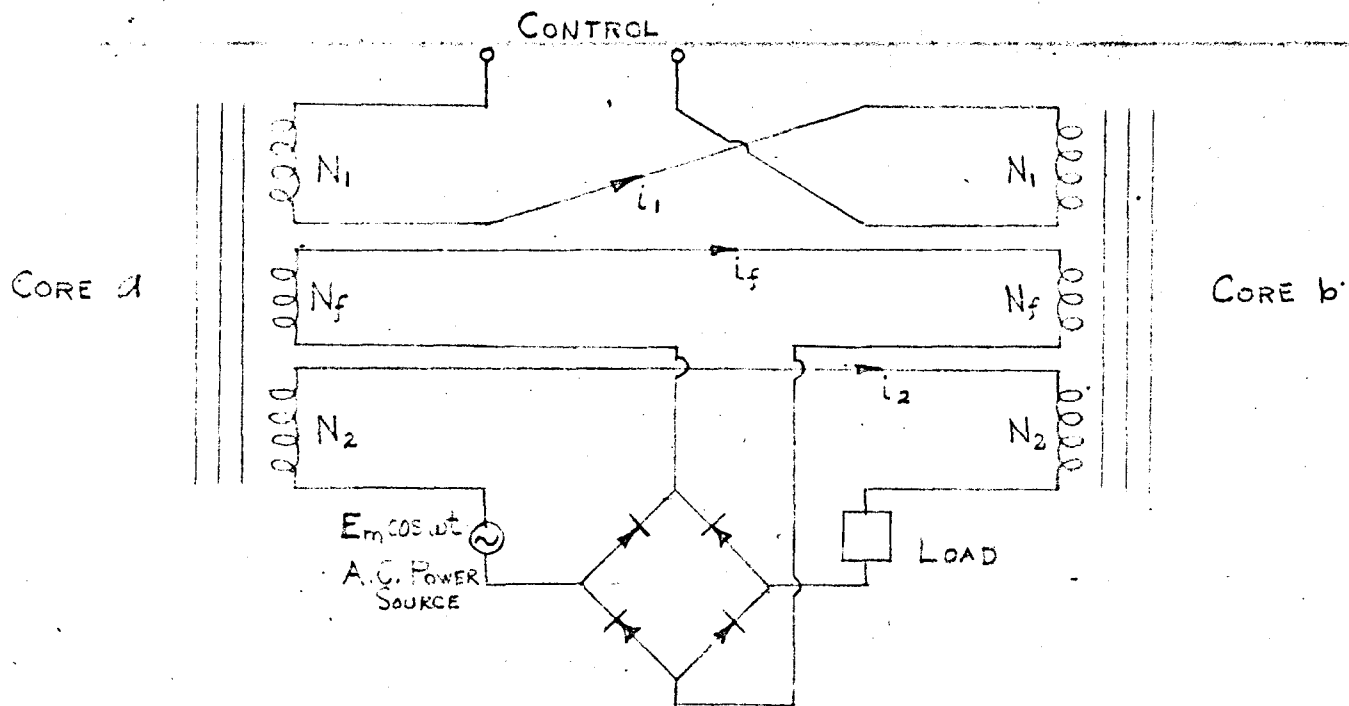 CONTROL
N1
i1
N1
CORE a
Nf
if
Nf
CORE b
N2
i2
N2
Em cos ωt
A.C. POWER
SOURCE
LOAD